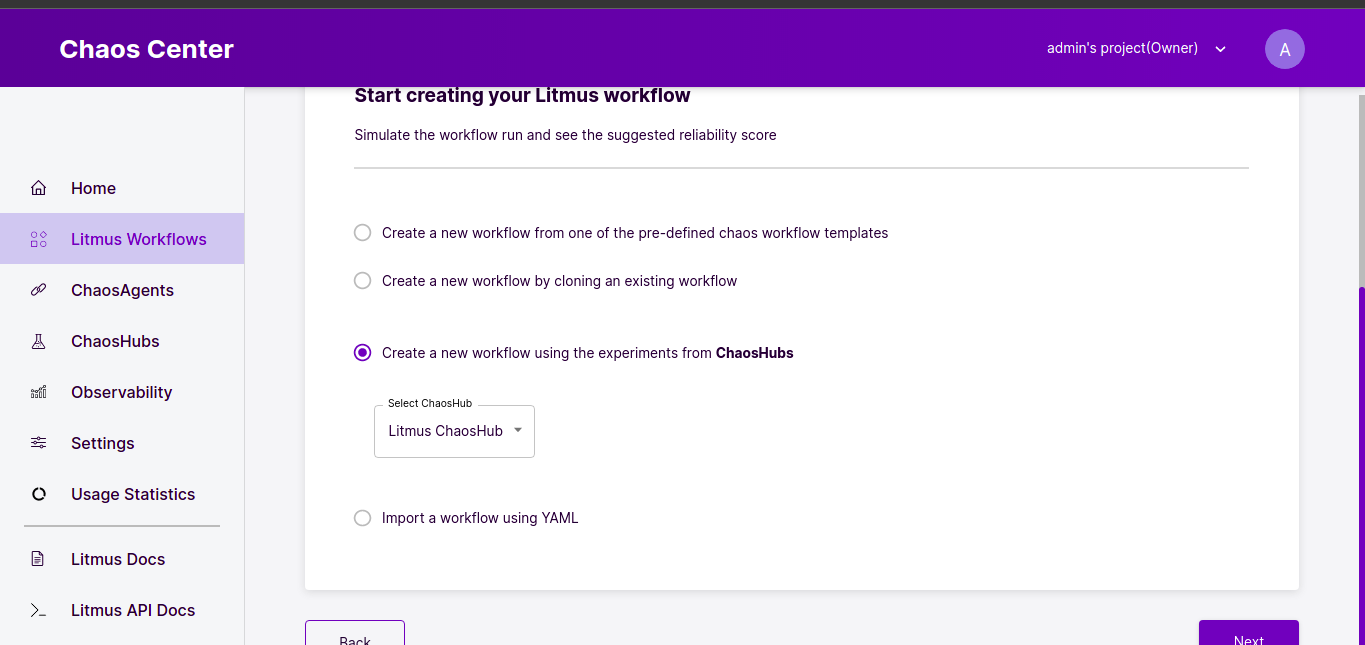 Chaos Center
admin's project(Owner)
A
Home
Litmus Workflows
ChaosAgents
ChaosHubs
Observability
Settings
Usage Statistics
Litmus Docs
Litmus API Docs
Start creating your Litmus workflow
Simulate the workflow run and see the suggested reliability score
Create a new workflow from one of the pre-defined chaos workflow templates
Create a new workflow by cloning an existing workflow
Create a new workflow using the experiments from ChaosHubs
Select ChaosHub
Litmus ChaosHub
Import a workflow using YAML
Back
Next